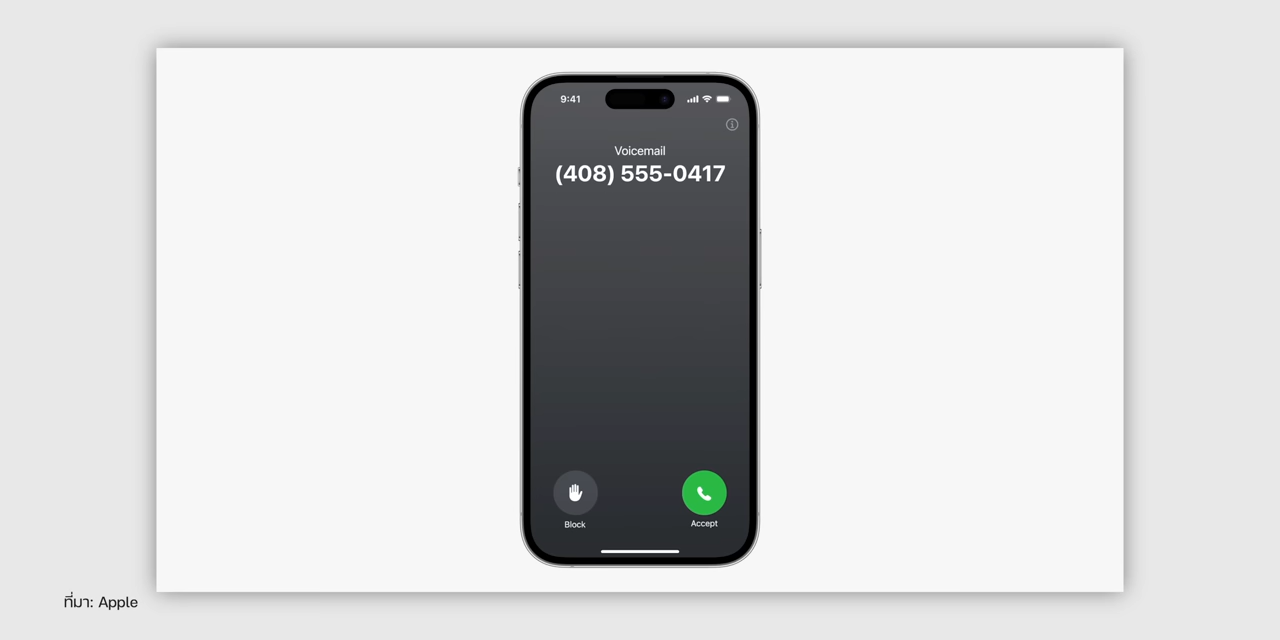 9:41
Voicemail
(408) 555-0417
Block
Accept
ที่มา: Apple